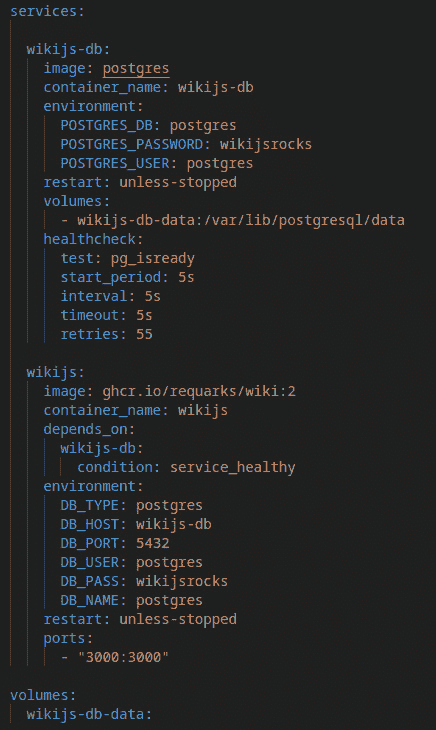 services:
wikijs-db:
image: postgres
container_name: wikijs-db
environment:
POSTGRES_DB: postgres
POSTGRES_PASSWORD: wikijsrocks
POSTGRES_USER: postgres
restart: unless-stopped
volumes:
- wikijs-db-data:/var/lib/postgresql/data
healthcheck:
test: pg_isready
start_period: 5s
interval: 5s
timeout: 5s
retries: 55
wikijs:
image: ghcr.io/requarks/wiki:2
container_name: wikijs
depends_on:
wikijs-db:
condition: service_healthy
environment:
DB_TYPE: postgres
DB_HOST: wikijs-db
DB_PORT: 5432
DB_USER: postgres
DB_PASS: wikijsrocks
DB_NAME: postgres
restart: unless-stopped
ports:
- "3000:3000"
volumes:
wikijs-db-data: